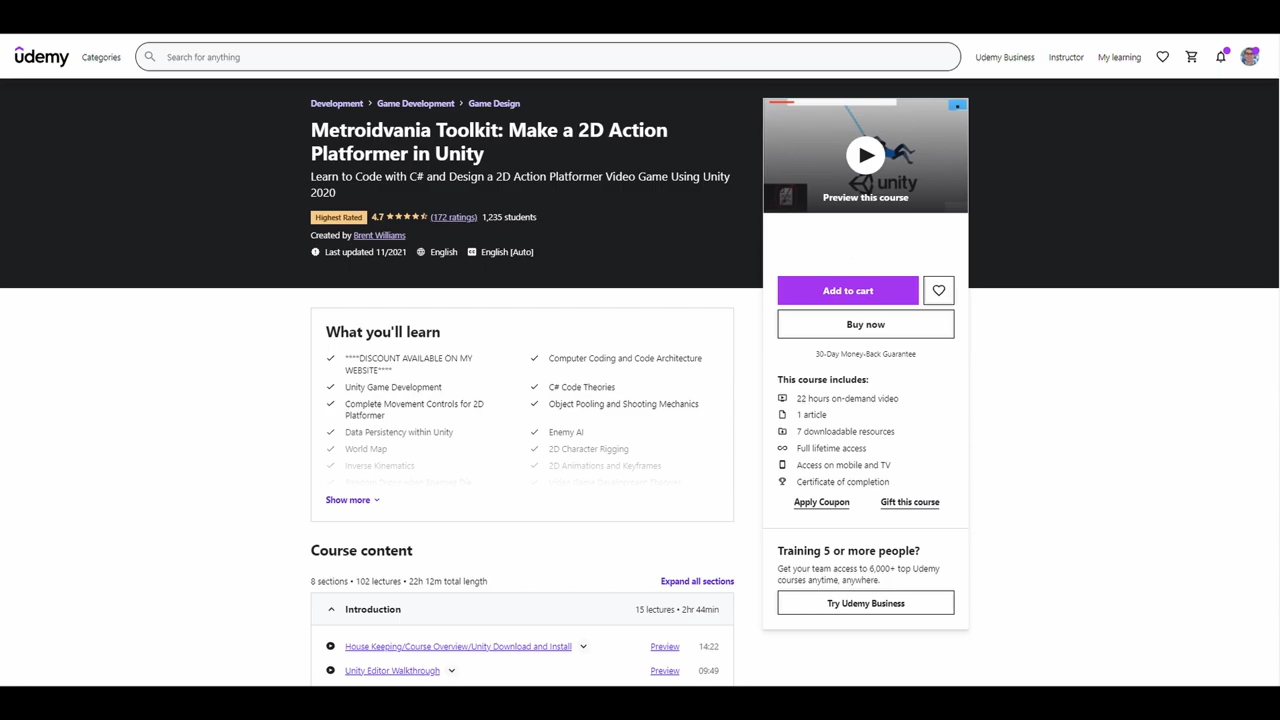 udemy
Categories
Search for anything
Udemy Business
Instructor
My learning
Development > Game Development > Game Design
Metroidvania Toolkit: Make a 2D Action
Platformer in Unity
Learn to Code with C# and Design a 2D Action Platformer Video Game Using Unity
2020
Highest Rated 4.7 (172 ratings) 1,235 students
Created by Brent Williams
Last updated 11/2021 English English [Auto]
unity
Preview this course
Add to cart
Buy now
30-Day Money-Back Guarantee
This course includes:
22 hours on-demand video
1 article
7 downloadable resources
Full lifetime access
Access on mobile and TV
Certificate of completion
Apply Coupon
Gift this course
Training 5 or more people?
Get your team access to 6,000+ top Udemy
courses anytime, anywhere.
Try Udemy Business
What you'll learn
****DISCOUNT AVAILABLE ON MY
WEBSITE****
Unity Game Development
Complete Movement Controls for 2D
Platformer
Data Persistency within Unity
World Map
Inverse Kinematics
Computer Coding and Code Architecture
C# Code Theories
Object Pooling and Shooting Mechanics
Enemy AI
2D Character Rigging
2D Animations and Keyframes
Show more
Course content
8 sections • 102 lectures • 22h 12m total length
Expand all sections
Introduction
15 lectures • 2hr 44min
House Keeping/Course Overview/Unity Download and Install
Preview
14:22
Unity Editor Walkthrough
Preview
09:49